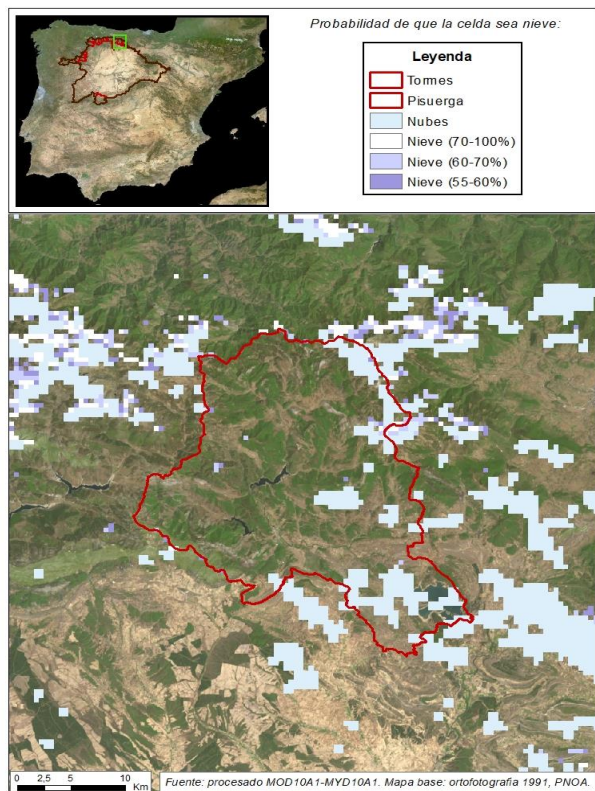 Probabilidad de que la celda sea nieve:
Leyenda
Tormes
Pisuerga
Nubes
Nieve (70-100%)
Nieve (60-70%)
Nieve (55-60%)
0 2,5 5 10
Km
Fuente: procesado MOD10A1-MYD10A1. Mapa base: ortofotografia 1991, PNOA.